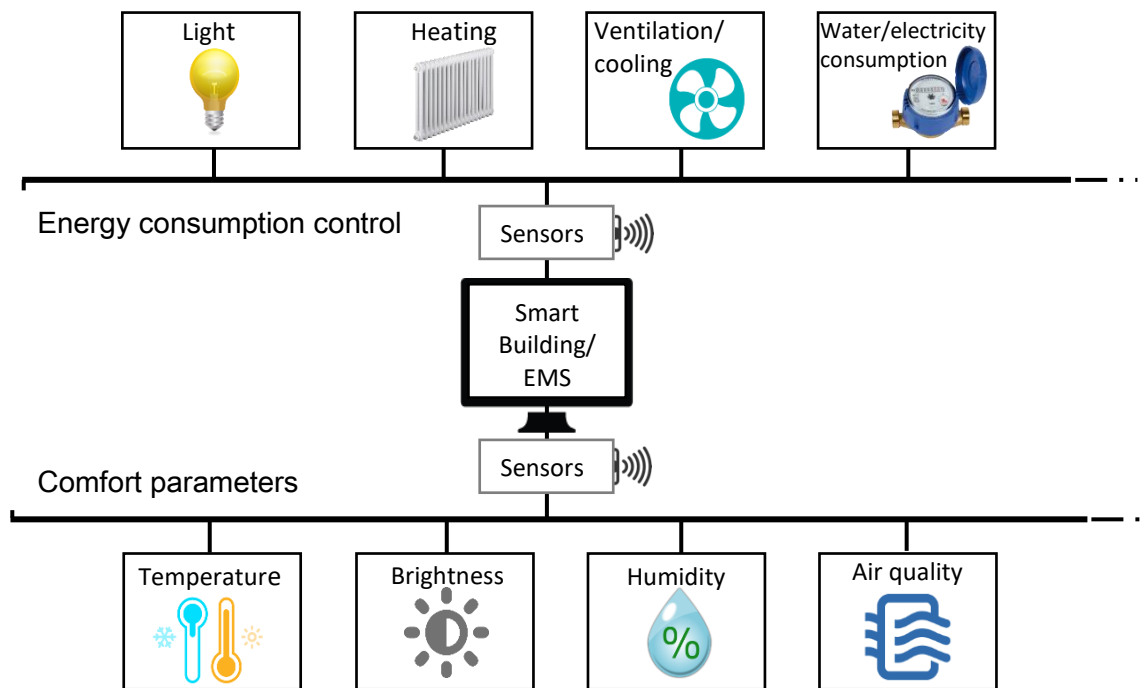 Light
Heating
Ventilation/
cooling
Water/electricity
consumption
Energy consumption control
Sensors
Smart
Building/
EMS
Sensors
Comfort parameters
Temperature
Brightness
Humidity
Air quality
%